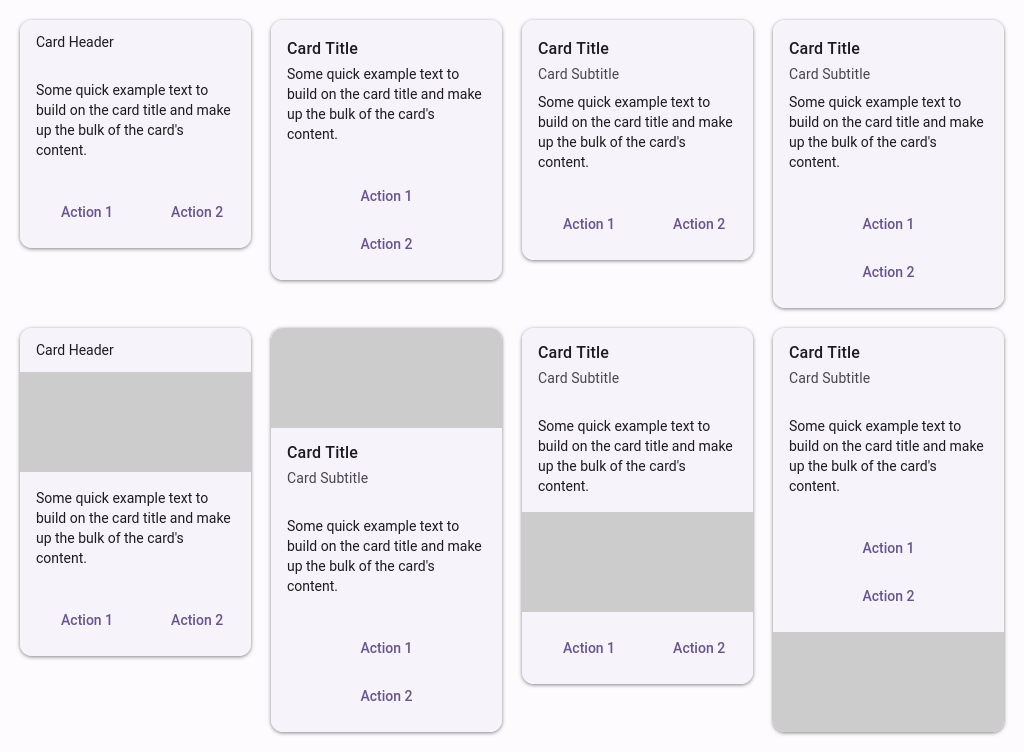 Card Header
Some quick example text to
build on the card title and make
up the bulk of the card's
content.
Action 1
Action 2
Card Title
Some quick example text to
build on the card title and make
up the bulk of the card's
content.
Action 1
Action 2
Card Title
Card Subtitle
Some quick example text to
build on the card title and make
up the bulk of the card's
content.
Action 1
Action 2
Card Title
Card Subtitle
Some quick example text to
build on the card title and make
up the bulk of the card's
content.
Action 1
Action 2
Card Header
Some quick example text to
build on the card title and make
up the bulk of the card's
content.
Action 1
Action 2
Card Title
Card Subtitle
Some quick example text to
build on the card title and make
up the bulk of the card's
content.
Action 1
Action 2
Card Title
Card Subtitle
Some quick example text to
build on the card title and make
up the bulk of the card's
content.
Action 1
Action 2
Card Title
Card Subtitle
Some quick example text to
build on the card title and make
up the bulk of the card's
content.
Action 1
Action 2